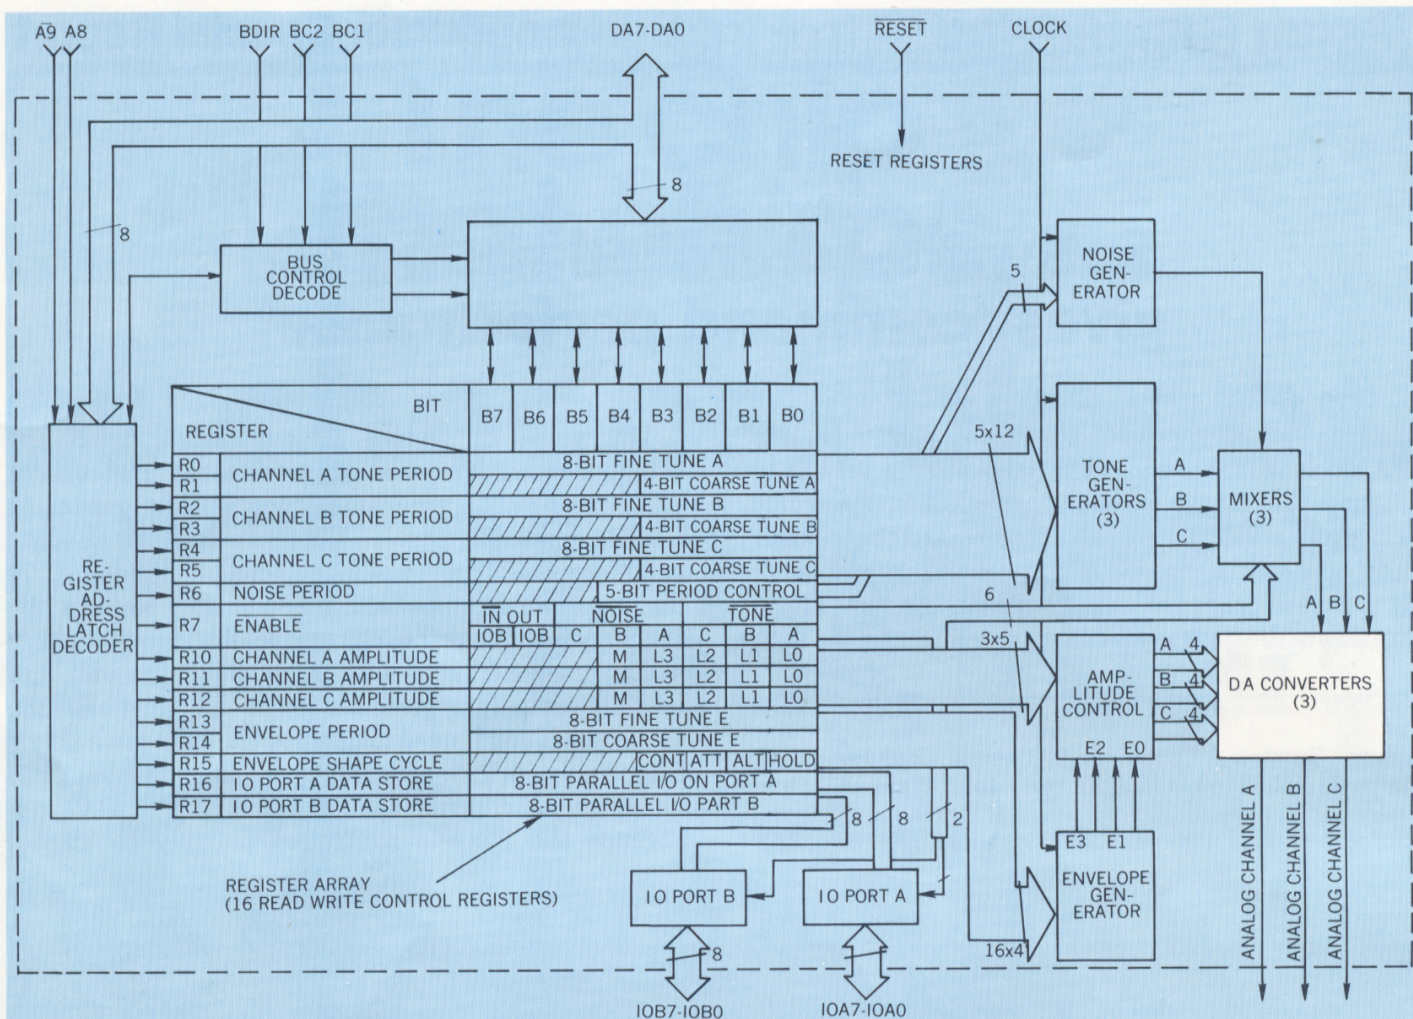 A̅9 A8 BDIR BC2 BC1 DA7-DA0 R̅E̅S̅E̅T̅ CLOCK
RESET REGISTERS
8
8
BUS
CONTROL
DECODE
NOISE
GEN-
ERATOR
5
BIT
REGISTER
B7 B6 B5 B4 B3 B2 B1 B0
R0 CHANNEL A TONE PERIOD 8-BIT FINE TUNE A
R1 4-BIT COARSE TUNE A
R2 CHANNEL B TONE PERIOD 8-BIT FINE TUNE B
R3 4-BIT COARSE TUNE B
R4 CHANNEL C TONE PERIOD 8-BIT FINE TUNE C
R5 4-BIT COARSE TUNE C
R6 NOISE PERIOD 5-BIT PERIOD CONTROL
R7 E̅N̅A̅B̅L̅E̅ I̅N̅ OUT N̅O̅I̅S̅E̅ T̅O̅N̅E̅
IOB IOB C B A C B A
R10 CHANNEL A AMPLITUDE M L3 L2 L1 L0
R11 CHANNEL B AMPLITUDE M L3 L2 L1 L0
R12 CHANNEL C AMPLITUDE M L3 L2 L1 L0
R13 ENVELOPE PERIOD 8-BIT FINE TUNE E
R14 8-BIT COARSE TUNE E
R15 ENVELOPE SHAPE CYCLE CONT ATT ALT HOLD
R16 IO PORT A DATA STORE 8-BIT PARALLEL I/O ON PORT A
R17 IO PORT B DATA STORE 8-BIT PARALLEL I/O PART B
RE-
GISTER
AD-
DRESS
LATCH
DECODER
5x12
TONE
GEN-
ERATORS
(3)
A
B
C
MIXERS
(3)
6
3x5
A B C
AMP-
LITUDE
CONTROL
E2 E0
A 4
B 4
C 4
DA CONVERTERS
(3)
E3 E1
ENVELOPE
GEN-
ERATOR
16x4
8 8 2
REGISTER ARRAY
(16 READ WRITE CONTROL REGISTERS)
IO PORT B
IO PORT A
8
8
IOB7-IOB0
IOA7-IOA0
ANALOG CHANNEL A
ANALOG CHANNEL B
ANALOG CHANNEL C